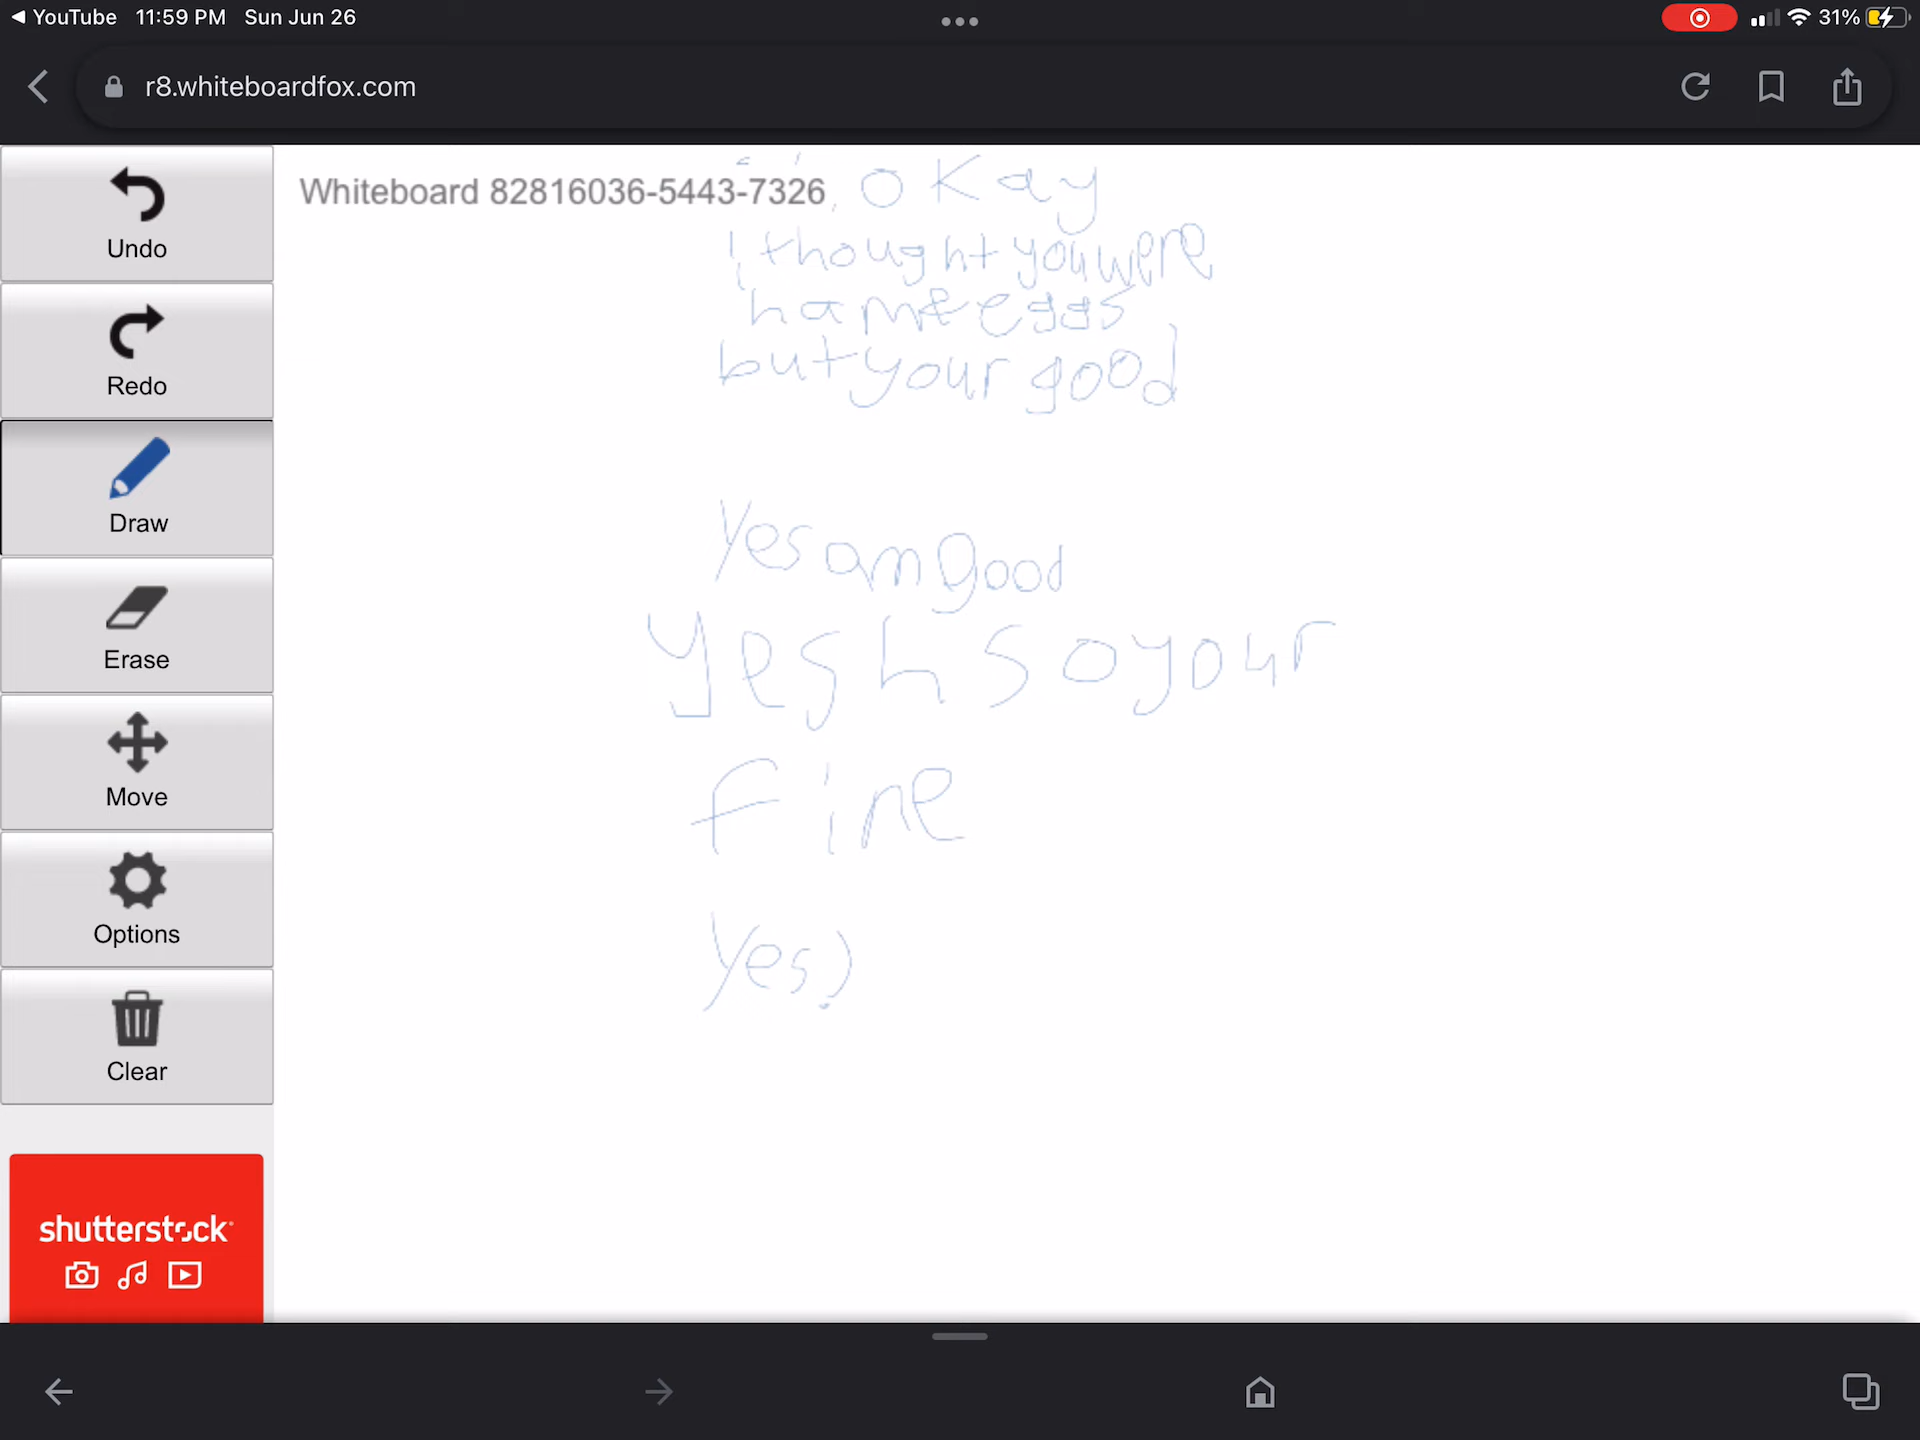 YouTube 11:59 PM Sun Jun 26
31%
r8.whiteboardfox.com
Undo
Redo
Draw
Erase
Move
Options
Clear
shutterstock
Whiteboard 82816036-5443-7326
okay
i thought you were
ham& eggs
but your good
Yes am good
yesh so your
fine
Yes